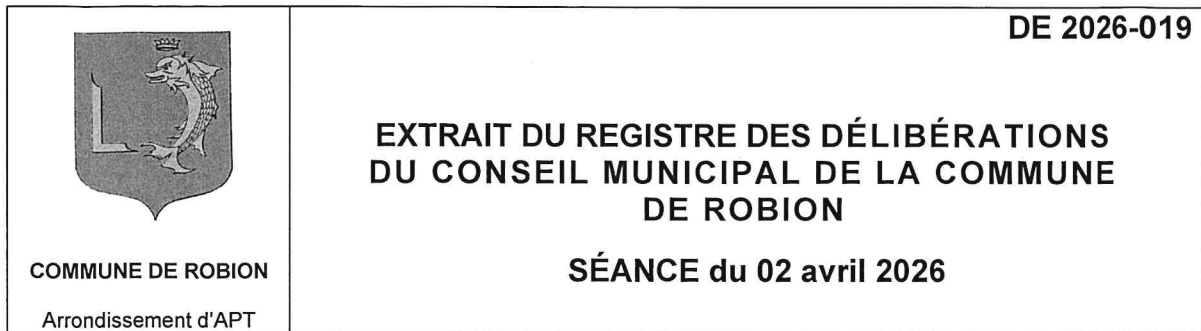 DE 2026-019
EXTRAIT DU REGISTRE DES DÉLIBÉRATIONS
DU CONSEIL MUNICIPAL DE LA COMMUNE
DE ROBION
SÉANCE du 02 avril 2026
COMMUNE DE ROBION
Arrondissement d'APT